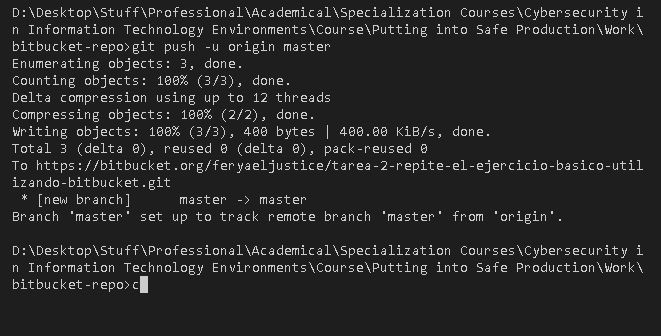 D:\Desktop\Stuff\Professional\Academical\Specialization Courses\Cybersecurity i
n Information Technology Environments\Course\Putting into Safe Production\Work\
bitbucket-repo>git push -u origin master
Enumerating objects: 3, done.
Counting objects: 100% (3/3), done.
Delta compression using up to 12 threads
Compressing objects: 100% (2/2), done.
Writing objects: 100% (3/3), 400 bytes | 400.00 KiB/s, done.
Total 3 (delta 0), reused 0 (delta 0), pack-reused 0
To https://bitbucket.org/feryaeljustice/tarea-2-repite-el-ejercicio-basico-util
izando-bitbucket.git
 * [new branch]      master -> master
Branch 'master' set up to track remote branch 'master' from 'origin'.
D:\Desktop\Stuff\Professional\Academical\Specialization Courses\Cybersecurity i
n Information Technology Environments\Course\Putting into Safe Production\Work\
bitbucket-repo>c